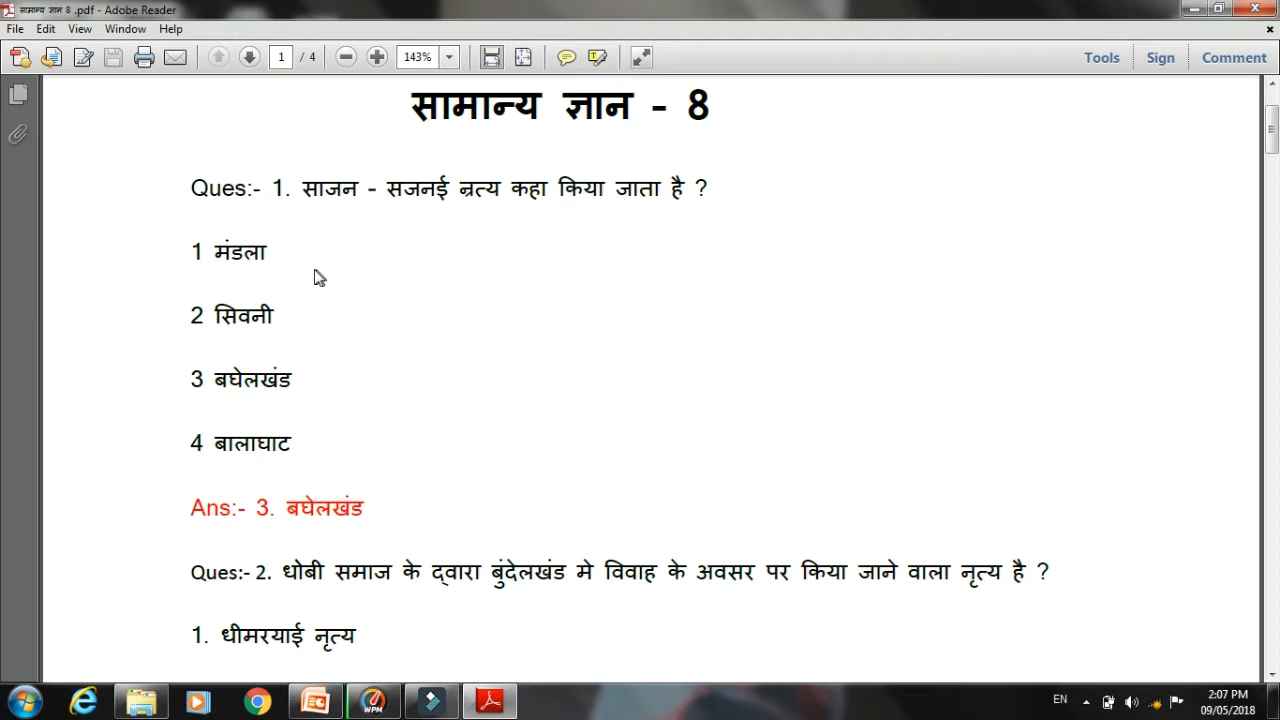 सामान्य ज्ञान 8 .pdf - Adobe Reader
File Edit View Window Help
1 / 4 143% Tools Sign Comment
सामान्य ज्ञान - 8
Ques:- 1. साजन - सजनई न्रत्य कहा किया जाता है ?
1 मंडला
2 सिवनी
3 बघेलखंड
4 बालाघाट
Ans:- 3. बघेलखंड
Ques:- 2. धोबी समाज के द्वारा बुंदेलखंड मे विवाह के अवसर पर किया जाने वाला नृत्य है ?
1. धीमरयाई नृत्य
WPM
EN 2:07 PM
09/05/2018